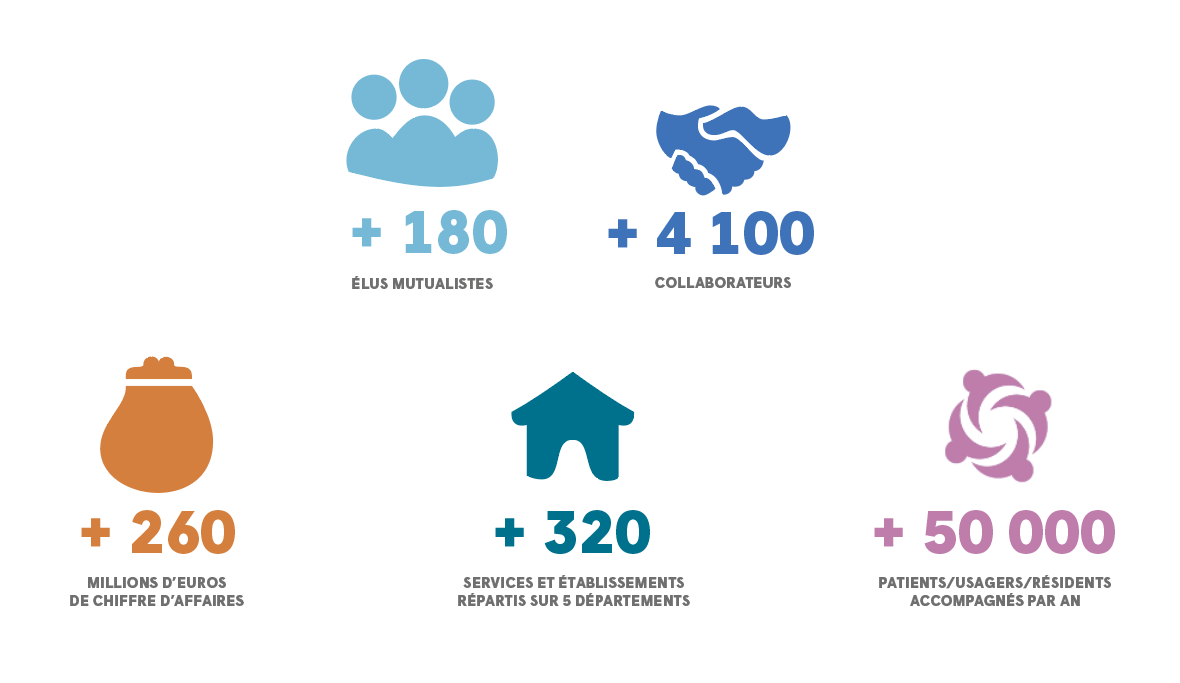 + 180
ÉLUS MUTUALISTES
+ 4 100
COLLABORATEURS
+ 260
MILLIONS D'EUROS
DE CHIFFRE D'AFFAIRES
+ 320
SERVICES ET ÉTABLISSEMENTS
RÉPARTIS SUR 5 DÉPARTEMENTS
+ 50 000
PATIENTS/USAGERS/RÉSIDENTS
ACCOMPAGNÉS PAR AN